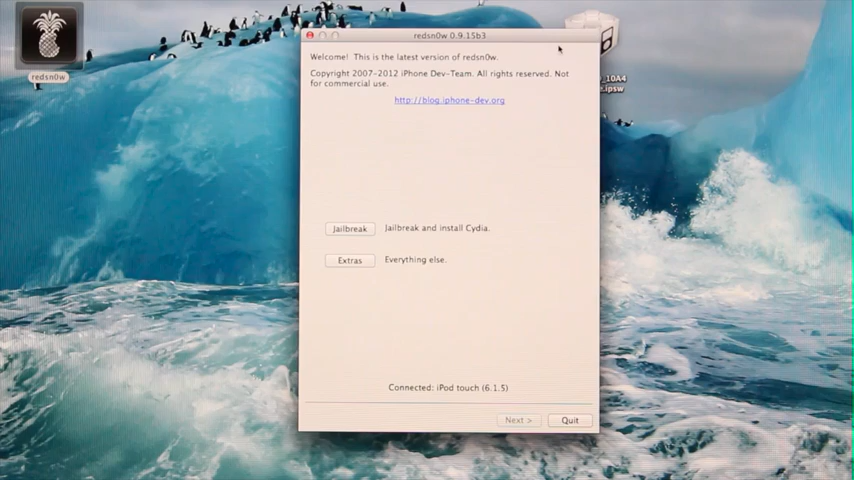 redsn0w 0.9.15b3
Welcome! This is the latest version of redsn0w.
Copyright 2007-2012 iPhone Dev-Team. All rights reserved. Not
for commercial use.
http://blog.iphone-dev.org
Jailbreak
Jailbreak and install Cydia.
Extras
Everything else.
Connected: iPod touch (6.1.5)
Next >
Quit
redsn0w
_10A4
.ipsw